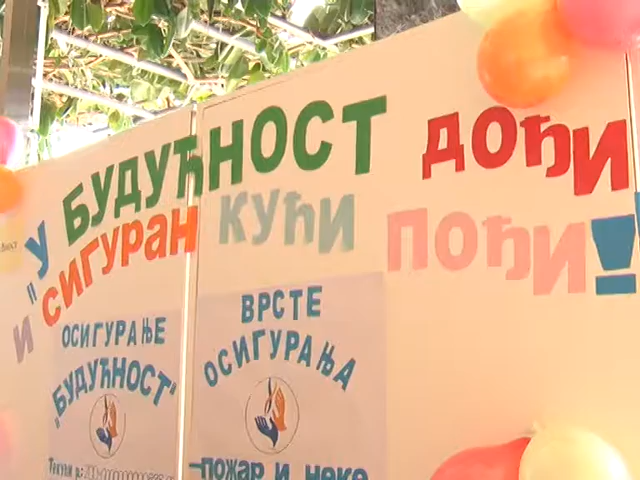 "У БУДУЋНОСТ ДОЂИ
И СИГУРАН КУЋИ ПОЂИ!"
ОСИГУРАЊЕ
„БУДУЋНОСТ"
ВРСТЕ
ОСИГУРАЊА
–ПОЖАР И НЕКЕ